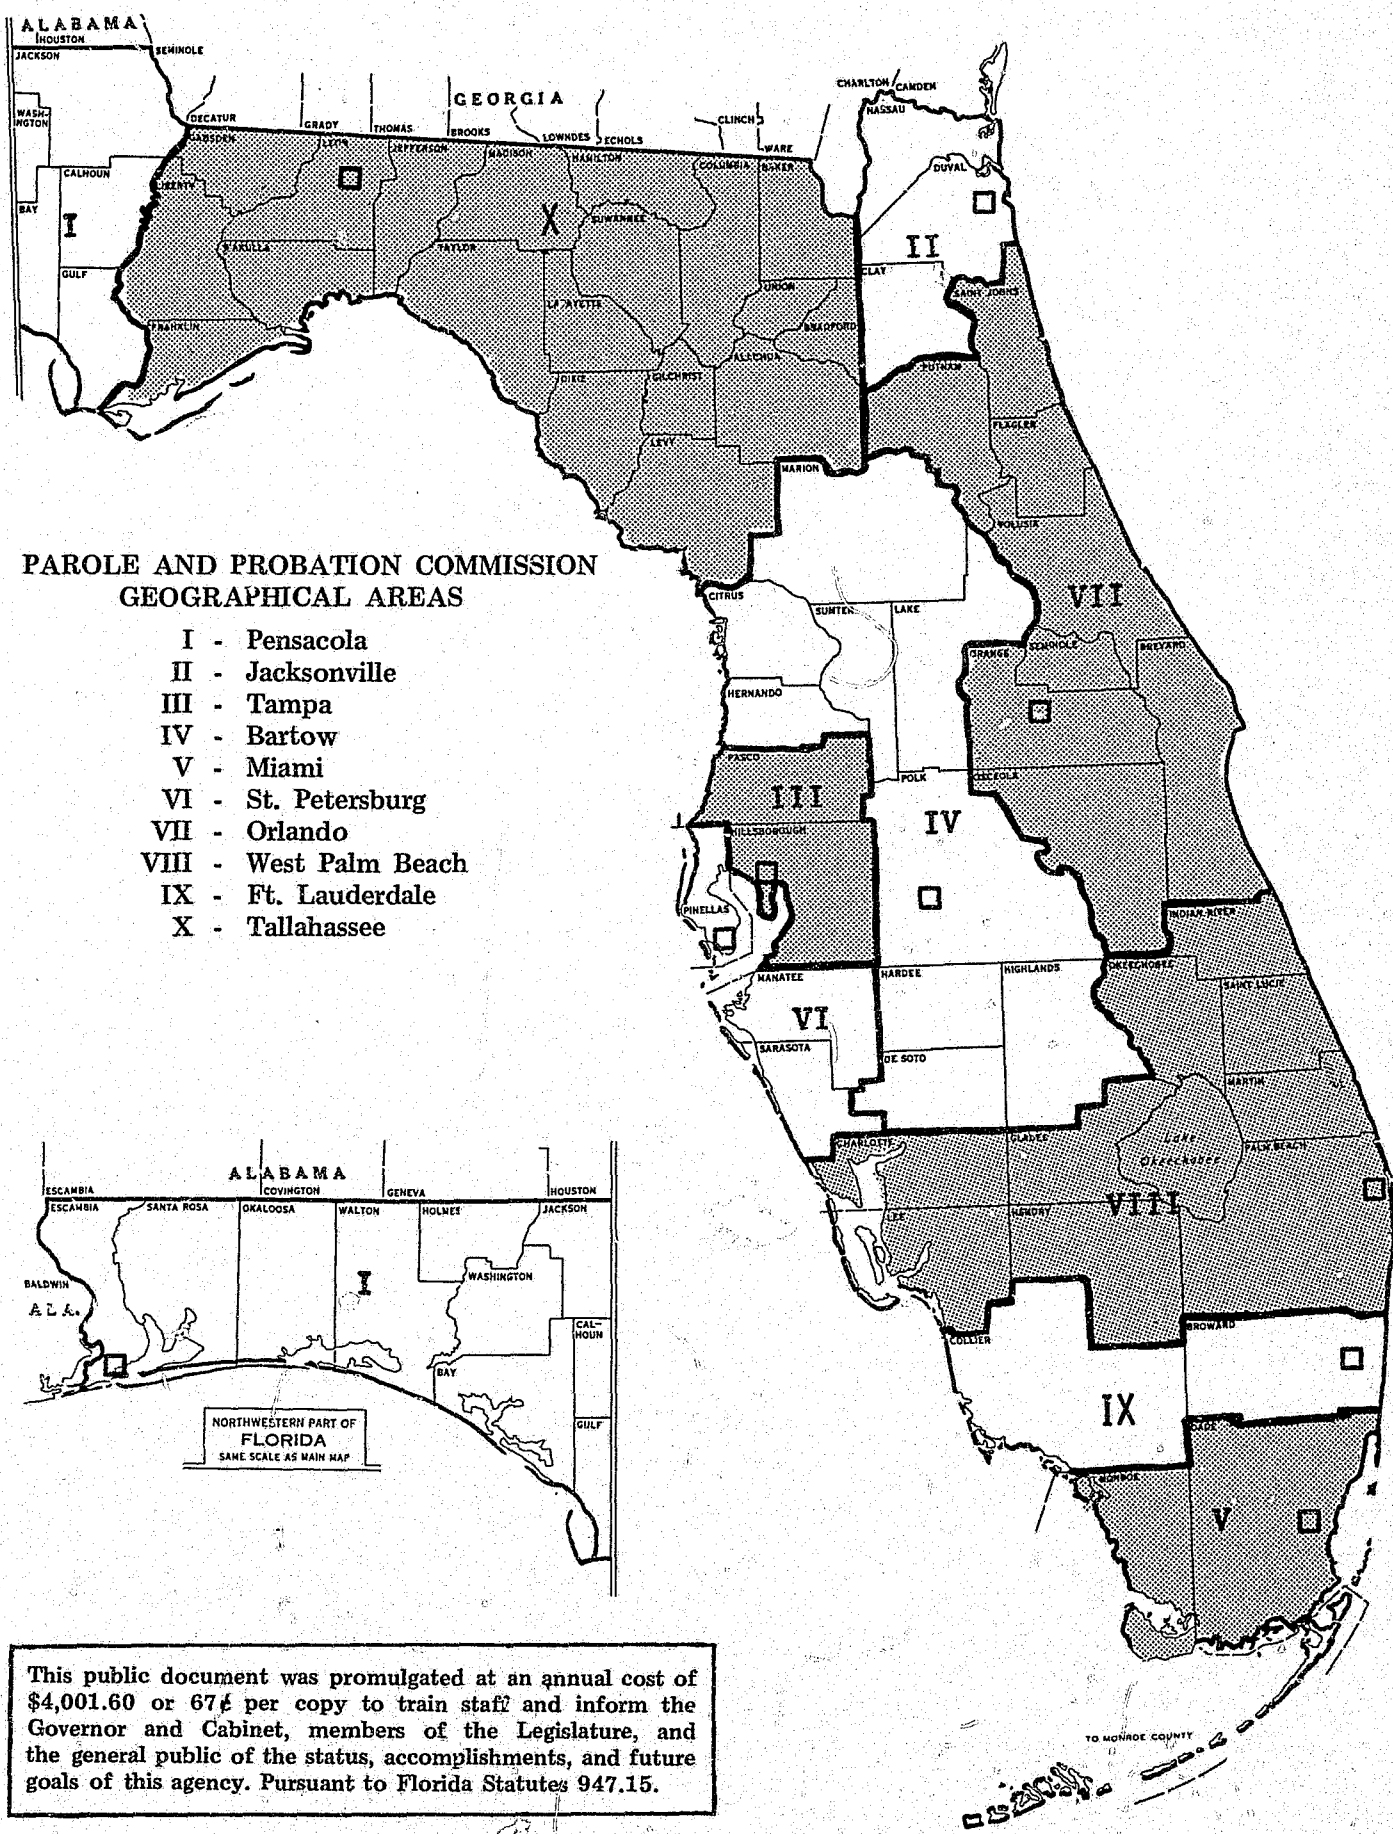 ALABAMA
HOUSTON
JACKSON
SEMINOLE
GEORGIA
CHARLTON
CAMDEN
NASSAU
WASH-
INGTON
DECATUR
GRADY
THOMAS
BROOKS
LOWNDES
ECHOLS
CLINCH
WARE
GADSDEN
LEON
JEFFERSON
MADISON
HAMILTON
COLUMBIA
BAKER
DUVAL
CALHOUN
LIBERTY
BAY
I
X
SUWANNEE
II
WAKULLA
TAYLOR
GULF
CLAY
UNION
SAINT JOHNS
LAFAYETTE
FRANKLIN
BRADFORD
ALACHUA
PUTNAM
DIXIE
GILCHRIST
FLAGLER
LEVY
MARION
VOLUSIA
PAROLE AND PROBATION COMMISSION
GEOGRAPHICAL AREAS
I - Pensacola
II - Jacksonville
III - Tampa
IV - Bartow
V - Miami
VI - St. Petersburg
VII - Orlando
VIII - West Palm Beach
IX - Ft. Lauderdale
X - Tallahassee
CITRUS
SUMTER
LAKE
VII
ORANGE
SEMINOLE
BREVARD
HERNANDO
PASCO
POLK
OSCEOLA
III
IV
HILLSBOROUGH
PINELLAS
INDIAN RIVER
MANATEE
HARDEE
HIGHLANDS
OKEECHOBEE
SAINT LUCIE
VI
SARASOTA
DE SOTO
MARTIN
CHARLOTTE
GLADES
Lake
Okeechobee
PALM BEACH
LEE
HENDRY
VIII
COLLIER
BROWARD
IX
DADE
MONROE
V
TO MONROE COUNTY
ALABAMA
ESCAMBIA
COVINGTON
GENEVA
HOUSTON
ESCAMBIA
SANTA ROSA
OKALOOSA
WALTON
HOLMES
JACKSON
BALDWIN
ALA.
I
WASHINGTON
CAL-
HOUN
BAY
GULF
NORTHWESTERN PART OF
FLORIDA
SAME SCALE AS MAIN MAP
This public document was promulgated at an annual cost of
$4,001.60 or 67¢ per copy to train staff and inform the
Governor and Cabinet, members of the Legislature, and
the general public of the status, accomplishments, and future
goals of this agency. Pursuant to Florida Statutes 947.15.